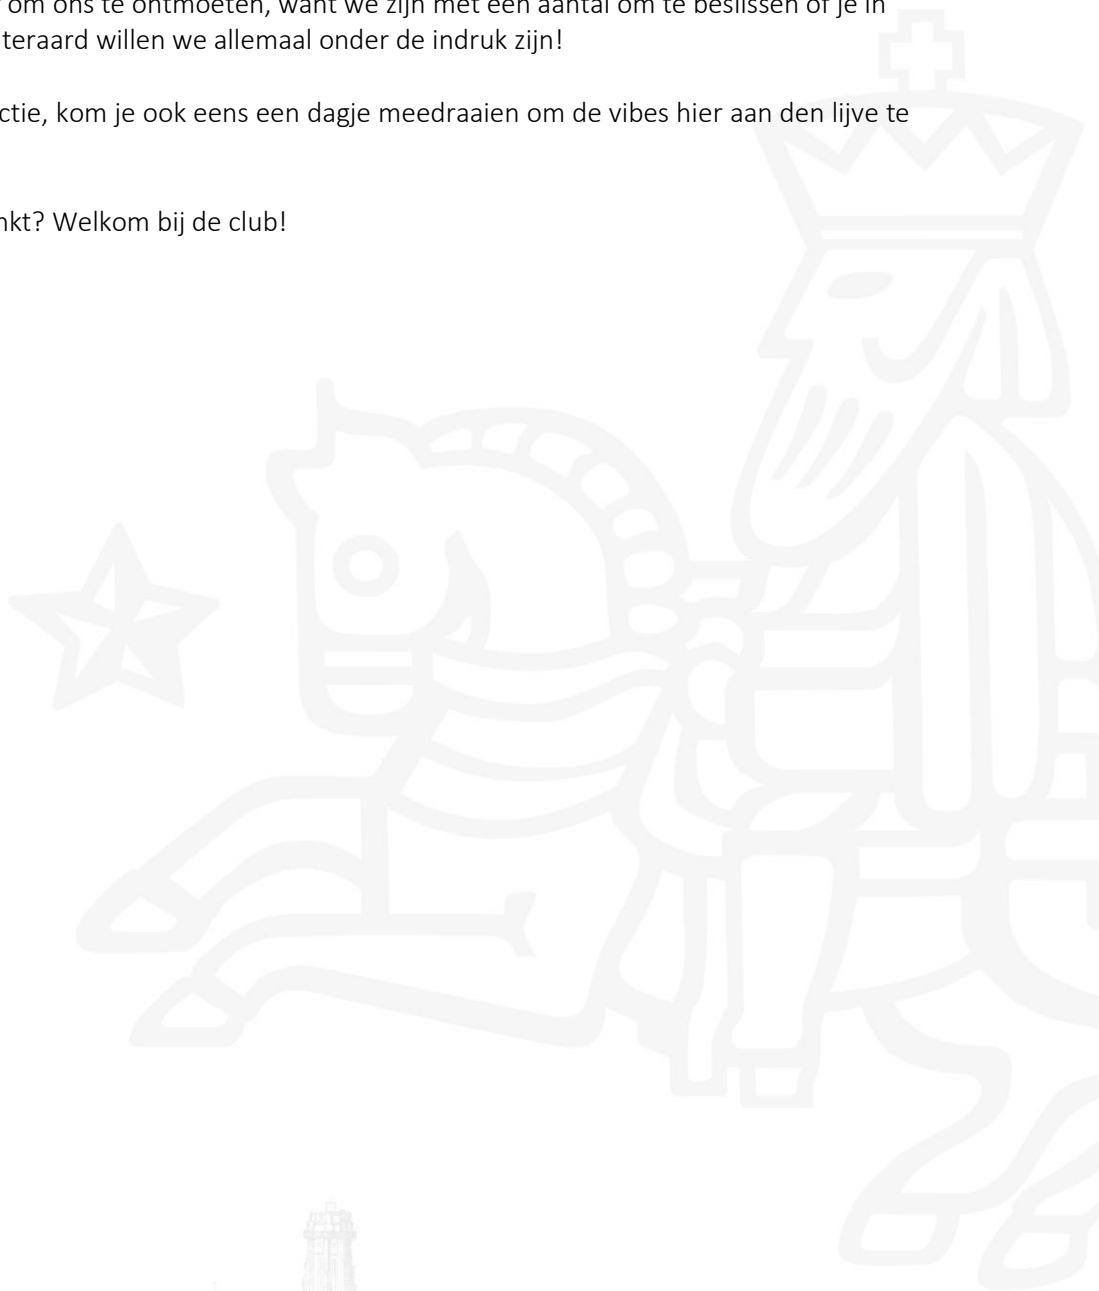 om ons te ontmoeten, want we zijn met een aantal om te beslissen of je in
teraard willen we allemaal onder de indruk zijn!
ctie, kom je ook eens een dagje meedraaien om de vibes hier aan den lijve te
nkt? Welkom bij de club!